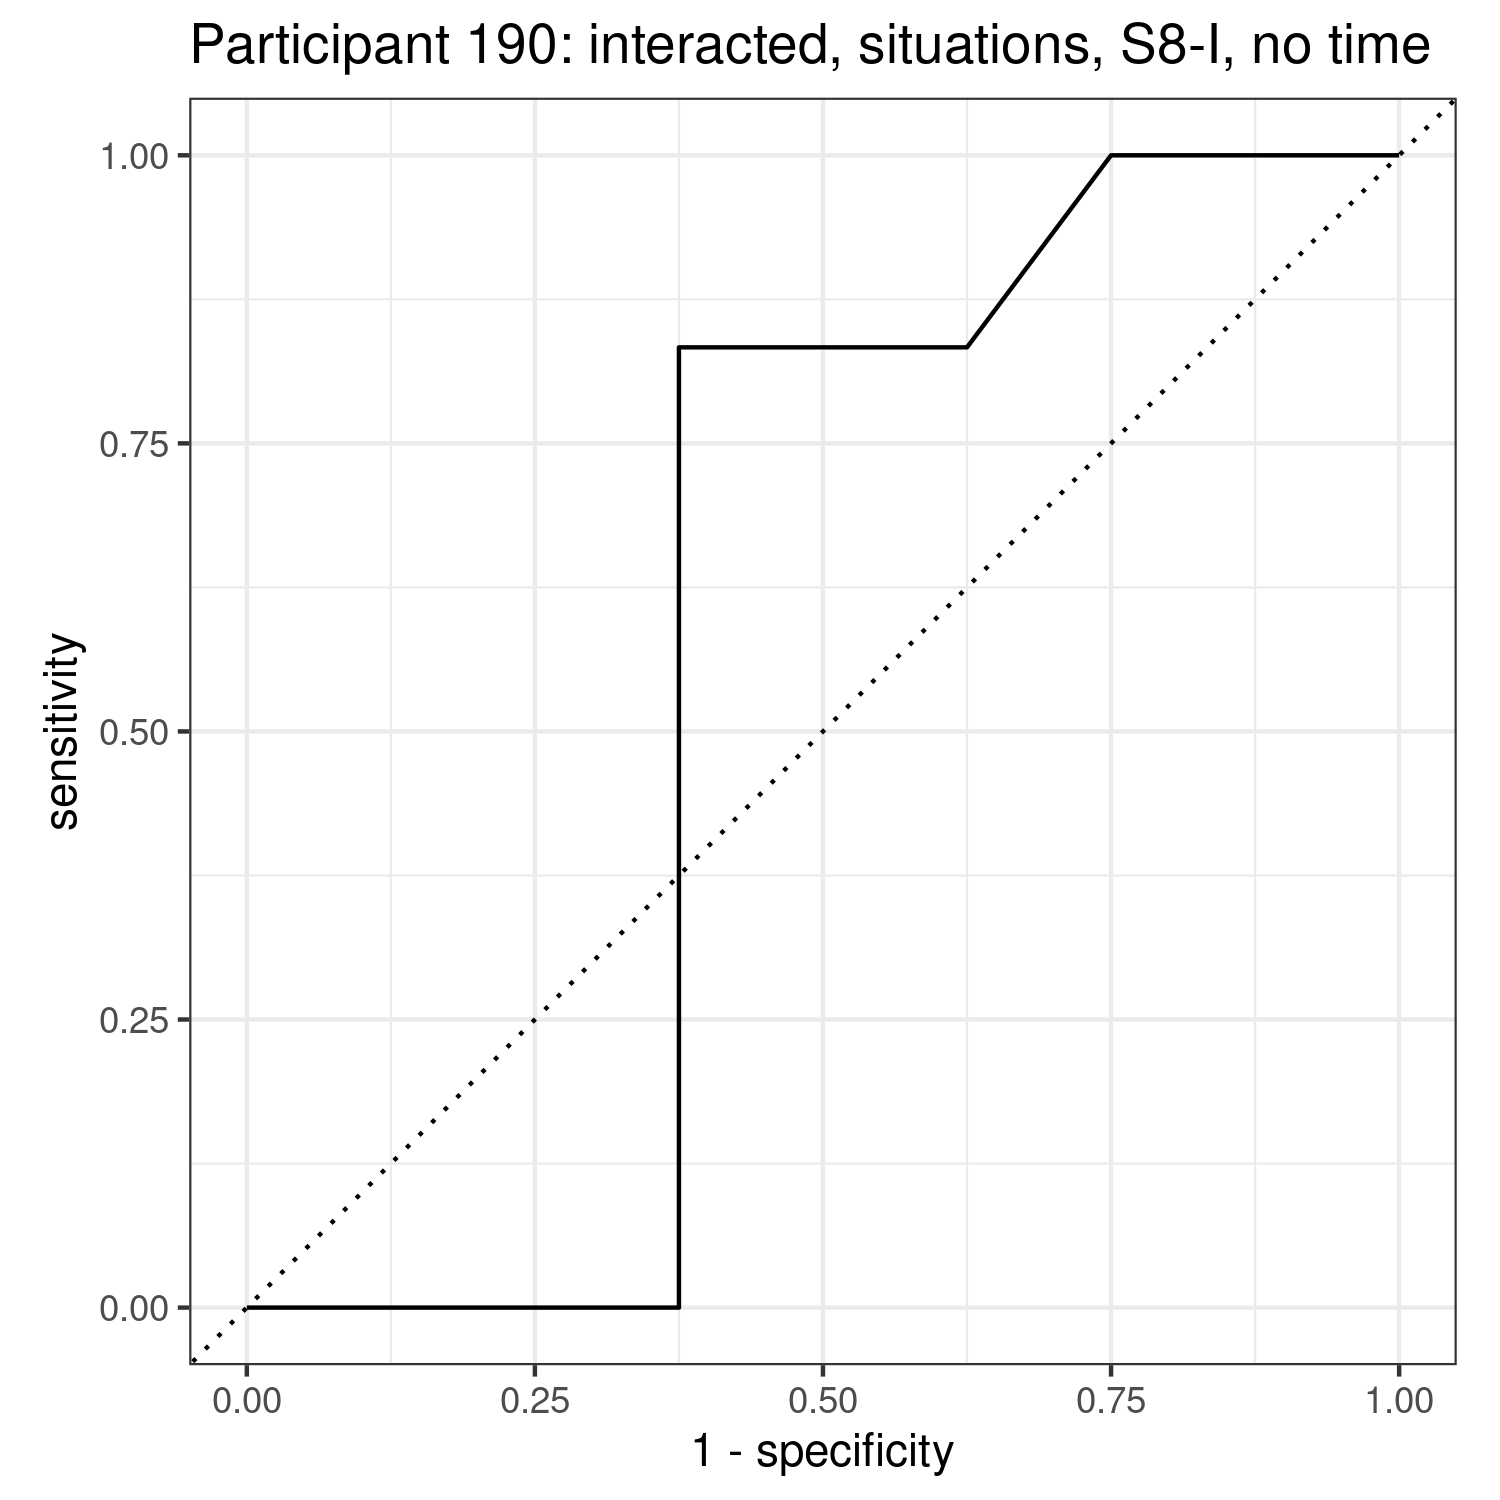 Participant 190: interacted, situations, S8-I, no time
1.00
0.75
0.50
0.25
0.00
sensitivity
0.00 0.25 0.50 0.75 1.00
1 - specificity